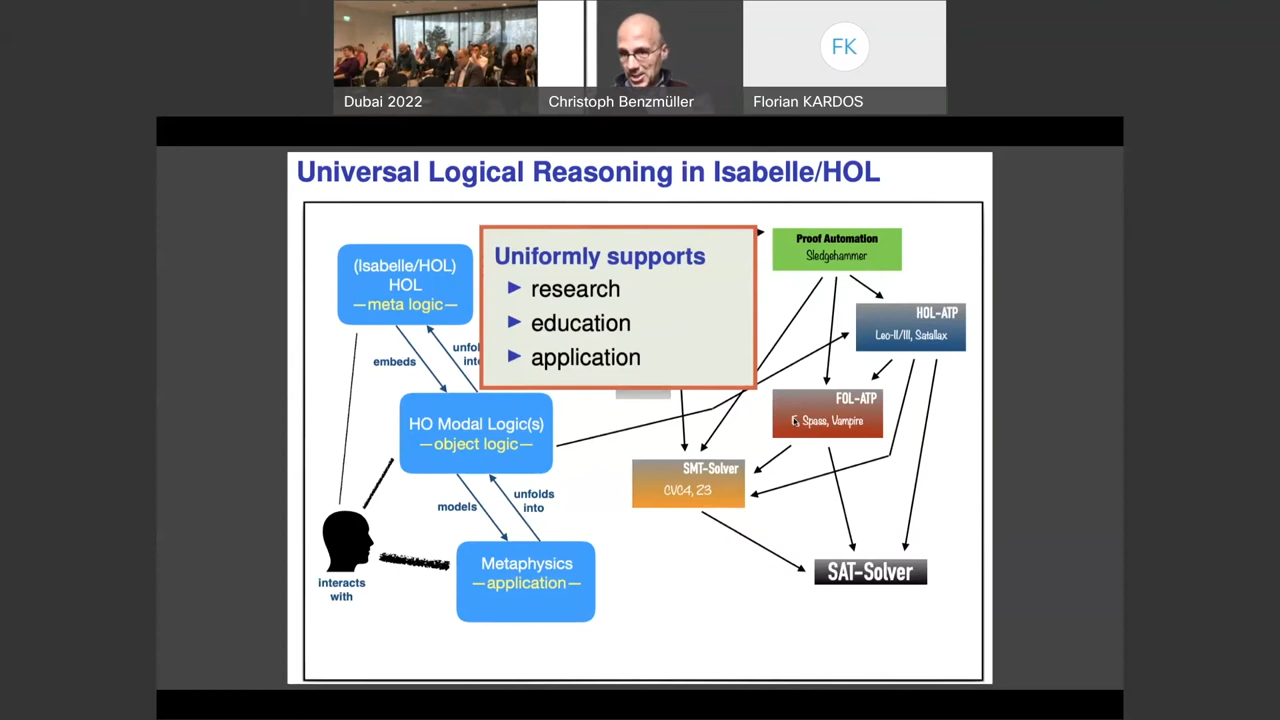 FK
Dubai 2022
Christoph Benzmüller
Florian KARDOS
Universal Logical Reasoning in Isabelle/HOL
(Isabelle/HOL)
HOL
—meta logic—
Uniformly supports
research
education
application
Proof Automation
Sledgehammer
HOL-ATP
Leo-II/III, Satallax
embeds
HO Modal Logic(s)
—object logic—
FOL-ATP
Spass, Vampire
SMT-Solver
CVC4, Z3
models
unfolds
into
Metaphysics
—application—
SAT-Solver
interacts
with